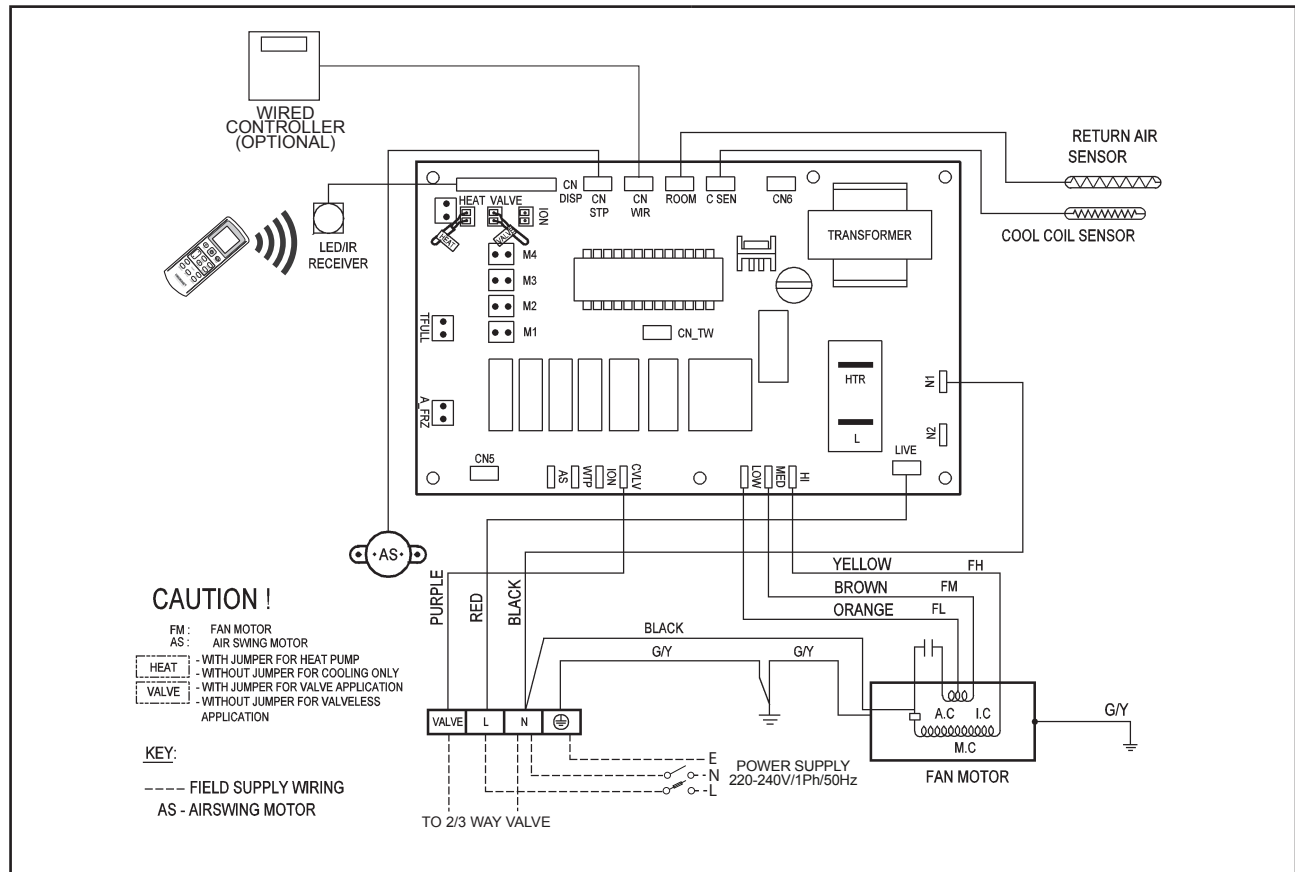 WIRED
CONTROLLER
(OPTIONAL)
RETURN AIR
SENSOR
COOL COIL SENSOR
LED/IR
RECEIVER
CN
DISP
CN
STP
CN
WIR
ROOM
C SEN
CN6
HEAT VALVE
ION
HEAT
VALVE
TRANSFORMER
M4
M3
M2
M1
TFULL
CN_TW
A_FRZ
HTR
L
N1
N2
LIVE
CN5
AS
WTP
ION
CVLV
LOW
MED
HI
AS
PURPLE
RED
BLACK
YELLOW FH
BROWN FM
ORANGE FL
BLACK
G/Y G/Y
CAUTION !
FM : FAN MOTOR
AS : AIR SWING MOTOR
HEAT - WITH JUMPER FOR HEAT PUMP
- WITHOUT JUMPER FOR COOLING ONLY
VALVE - WITH JUMPER FOR VALVE APPLICATION
- WITHOUT JUMPER FOR VALVELESS
APPLICATION
KEY:
---- FIELD SUPPLY WIRING
AS - AIRSWING MOTOR
VALVE L N
E
N
L
POWER SUPPLY
220-240V/1Ph/50Hz
TO 2/3 WAY VALVE
A.C I.C
M.C
FAN MOTOR
G/Y